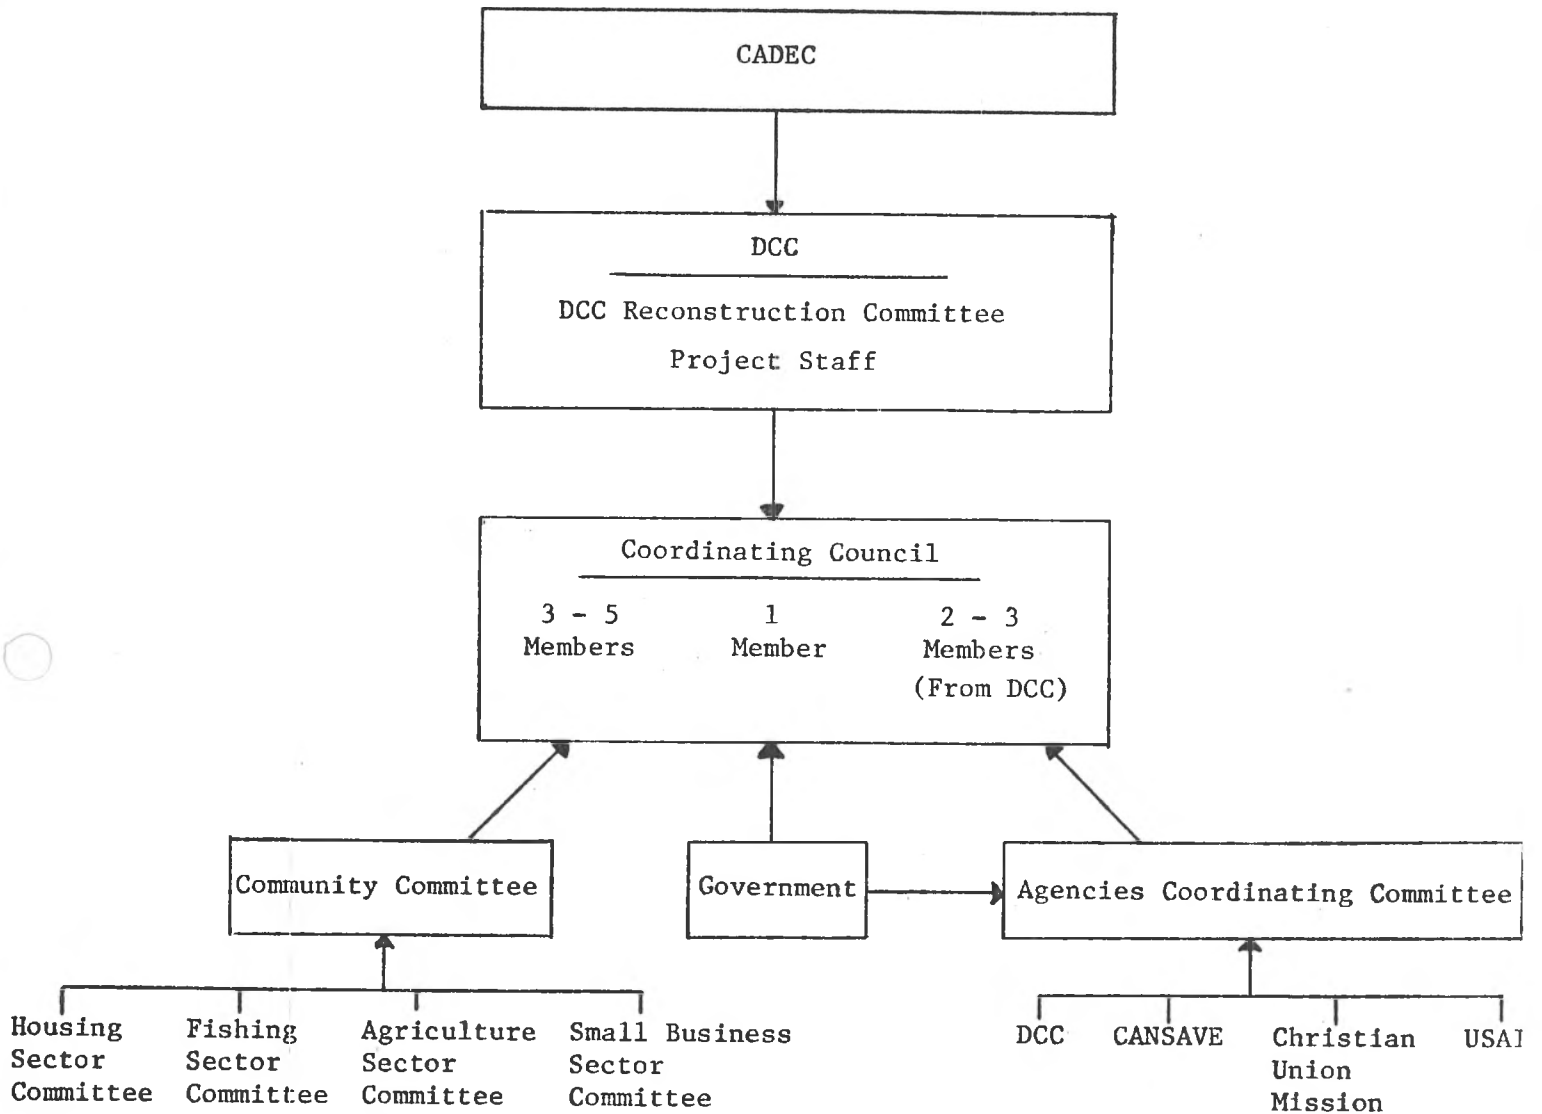 CADEC
DCC
DCC Reconstruction Committee
Project Staff
Coordinating Council
3 - 5
Members
1
Member
2 - 3
Members
(From DCC)
Community Committee
Government
Agencies Coordinating Committee
Housing
Sector
Committee
Fishing
Sector
Committee
Agriculture
Sector
Committee
Small Business
Sector
Committee
DCC
CANSAVE
Christian
Union
Mission